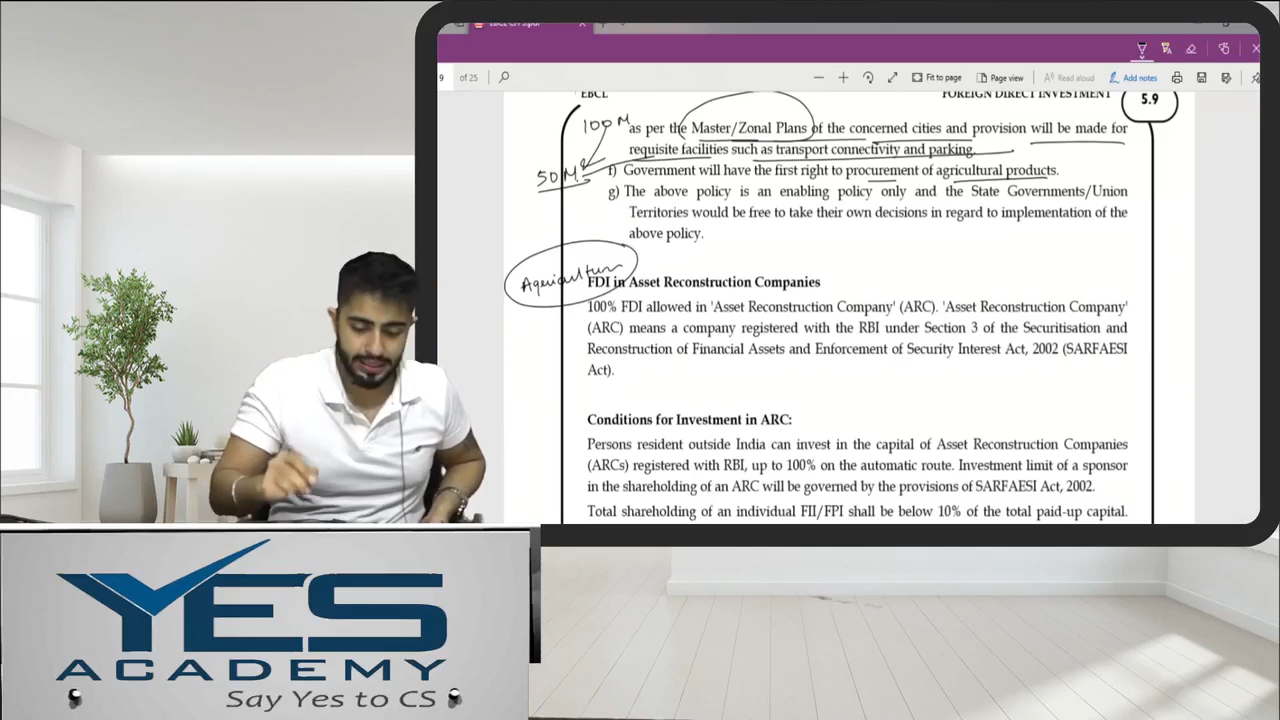 9 of 25
Fit to page
Page view
Read aloud
Add notes
EBCL FOREIGN DIRECT INVESTMENT 5.9
100M
as per the Master/Zonal Plans of the concerned cities and provision will be made for
requisite facilities such as transport connectivity and parking.
50M
f) Government will have the first right to procurement of agricultural products.
g) The above policy is an enabling policy only and the State Governments/Union
Territories would be free to take their own decisions in regard to implementation of the
above policy.
FDI in Asset Reconstruction Companies
100% FDI allowed in 'Asset Reconstruction Company' (ARC). 'Asset Reconstruction Company'
(ARC) means a company registered with the RBI under Section 3 of the Securitisation and
Reconstruction of Financial Assets and Enforcement of Security Interest Act, 2002 (SARFAESI
Act).
Conditions for Investment in ARC:
Persons resident outside India can invest in the capital of Asset Reconstruction Companies
(ARCs) registered with RBI, up to 100% on the automatic route. Investment limit of a sponsor
in the shareholding of an ARC will be governed by the provisions of SARFAESI Act, 2002.
Total shareholding of an individual FII/FPI shall be below 10% of the total paid-up capital.
YES
ACADEMY
Say Yes to CS